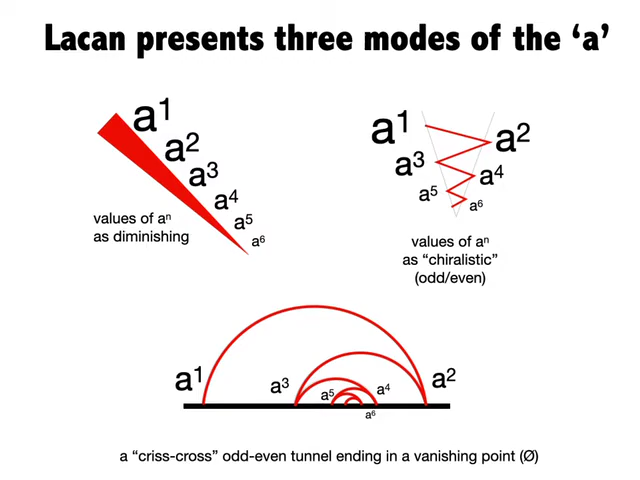 Lacan presents three modes of the ‘a’
a¹
a²
a³
a⁴
a⁵
a⁶
values of aⁿ
as diminishing
a¹
a²
a³
a⁴
a⁵
a⁶
values of aⁿ
as “chiralistic”
(odd/even)
a¹
a³
a⁵
a⁴
a²
a⁶
a “criss-cross” odd-even tunnel ending in a vanishing point (Ø)